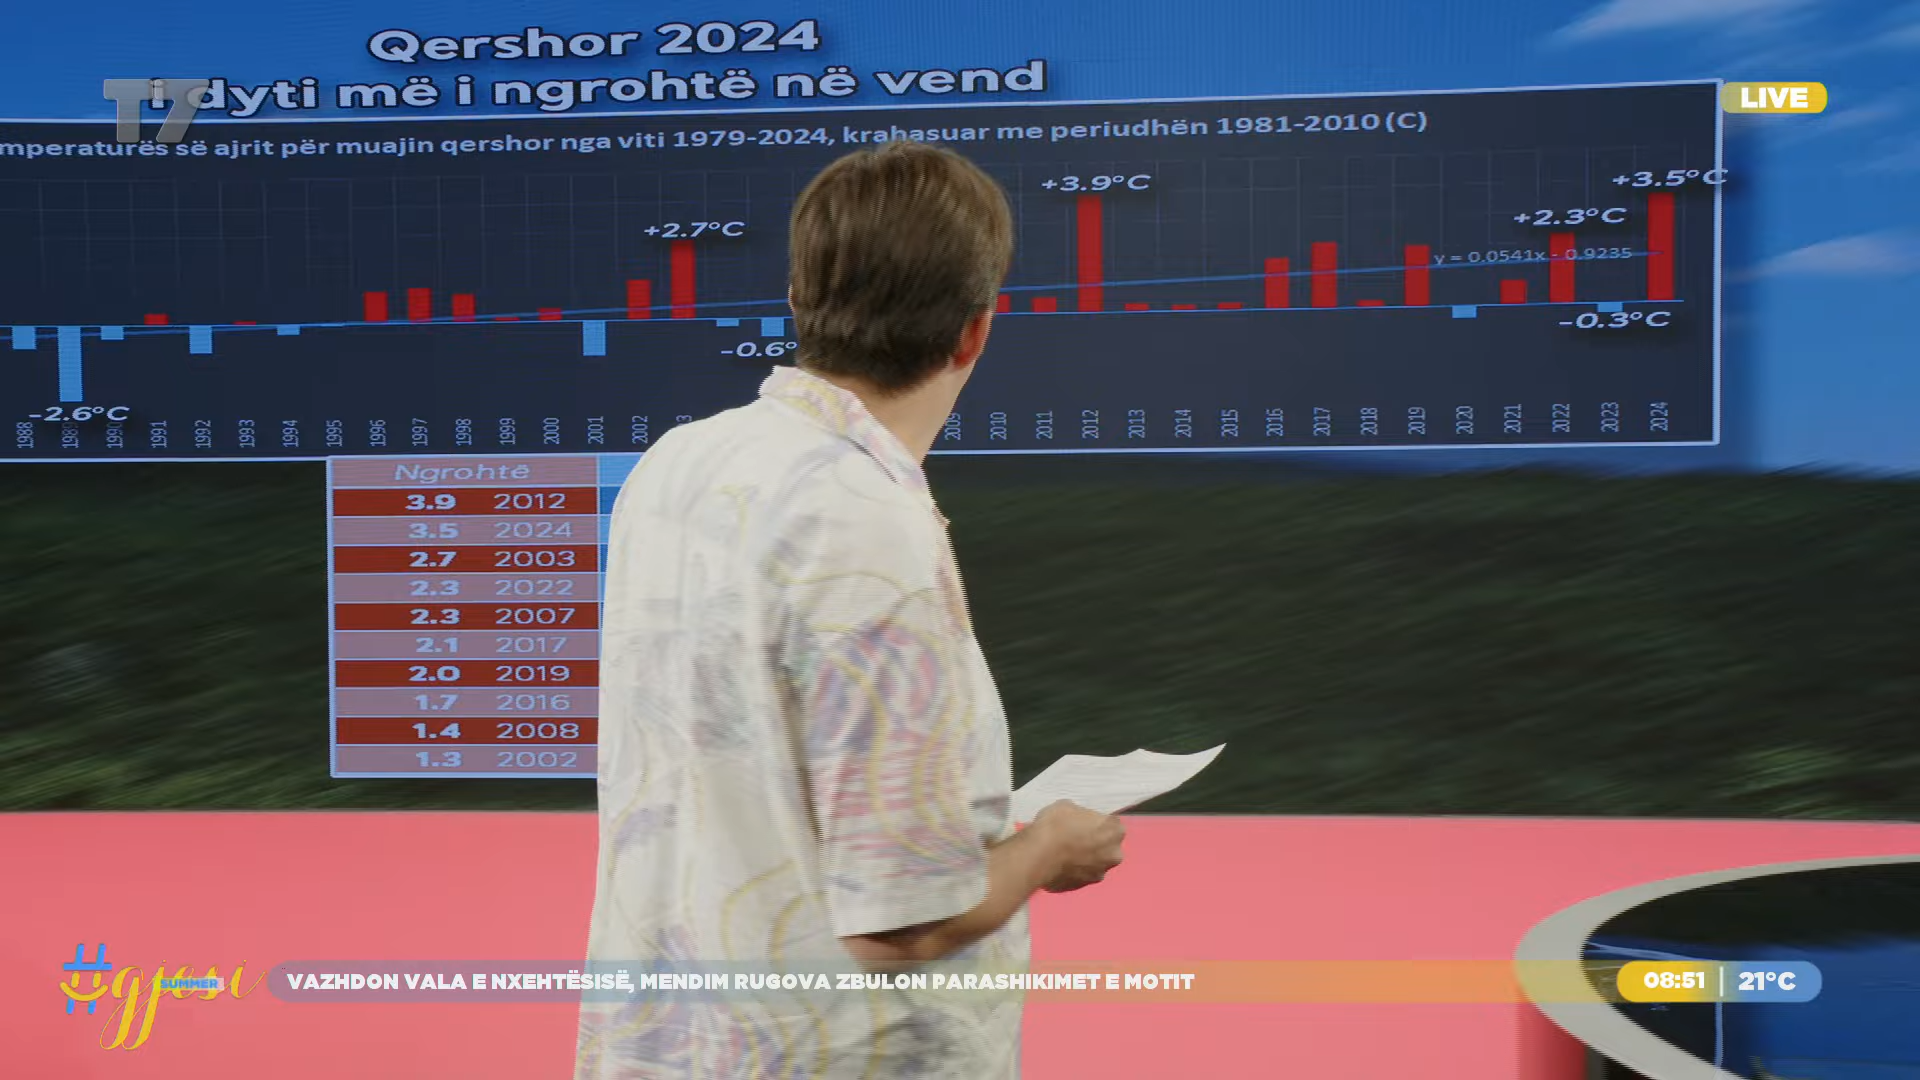 Qershor 2024
i dyti më i ngrohtë në vend
T7
LIVE
së ajrit për muajin qershor nga viti 1979-2024, krahasuar me periudhën 1981-2010 (C)
+3.9°C
+3.5°C
+2.3°C
+2.7°C
y = 0.0541x - 0.9235
-0.3°C
-0.6°
-2.6°C
1988 1989 1990 1991 1992 1993 1994 1995 1996 1997 1998 1999 2000 2001 2002 2009 2010 2011 2012 2013 2014 2015 2016 2017 2018 2019 2020 2021 2022 2023 2024
Ngrohtë
3.9 2012
3.5 2024
2.7 2003
2.3 2022
2.3 2007
2.1 2017
2.0 2019
1.7 2016
1.4 2008
1.3 2002
#gjesi
SUMMER
VAZHDON VALA E NXEHTËSISË, MENDIM RUGOVA ZBULON PARASHIKIMET E MOTIT
08:51 | 21°C